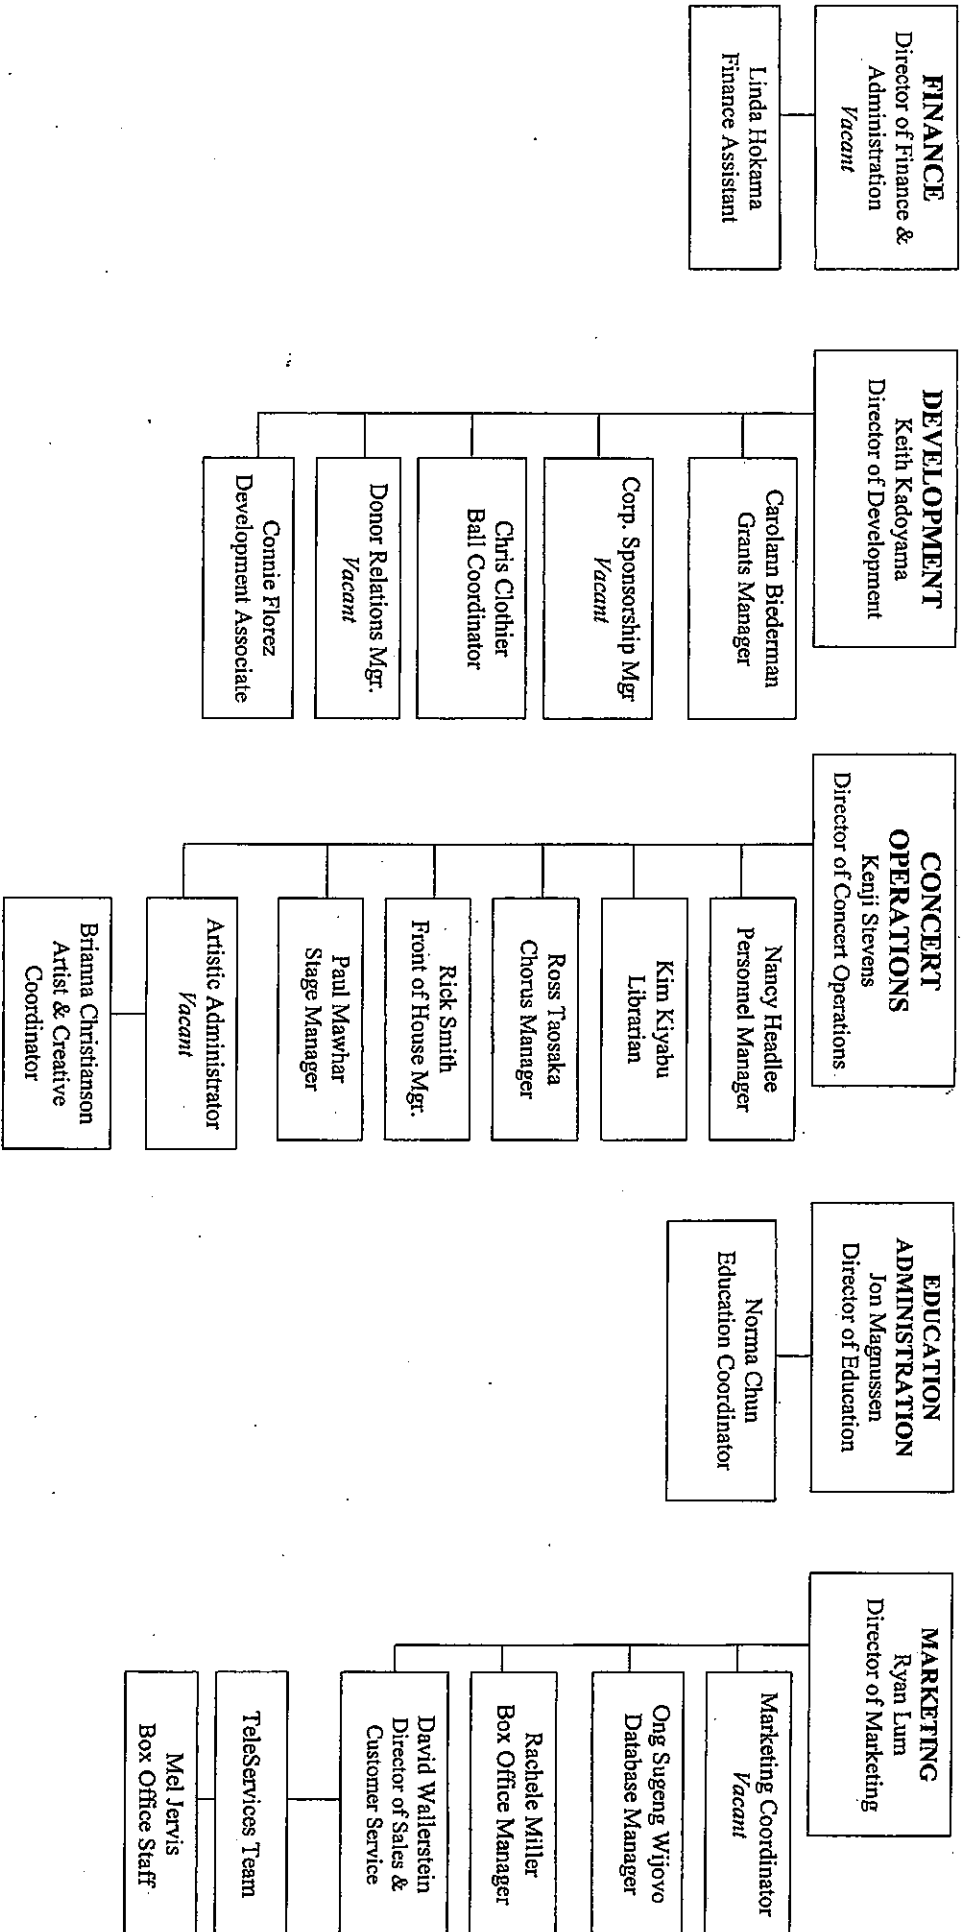 FINANCE
Director of Finance &
Administration
Vacant
Linda Hokama
Finance Assistant
DEVELOPMENT
Keith Kadoyama
Director of Development
Carolann Biederman
Grants Manager
Corp. Sponsorship Mgr
Vacant
Chris Clothier
Ball Coordinator
Donor Relations Mgr.
Vacant
Connie Florez
Development Associate
CONCERT
OPERATIONS
Kenji Stevens
Director of Concert Operations
Nancy Headlee
Personnel Manager
Kim Kiyabu
Librarian
Ross Taosaka
Chorus Manager
Rick Smith
Front of House Mgr.
Paul Mawhar
Stage Manager
Artistic Administrator
Vacant
Brianna Christianson
Artist & Creative
Coordinator
EDUCATION
ADMINISTRATION
Jon Magnussen
Director of Education
Norma Chun
Education Coordinator
MARKETING
Ryan Lum
Director of Marketing
Marketing Coordinator
Vacant
Ong Sugeng Wijovo
Database Manager
Rachele Miller
Box Office Manager
David Wallerstein
Director of Sales &
Customer Service
TeleServices Team
Mel Jervis
Box Office Staff